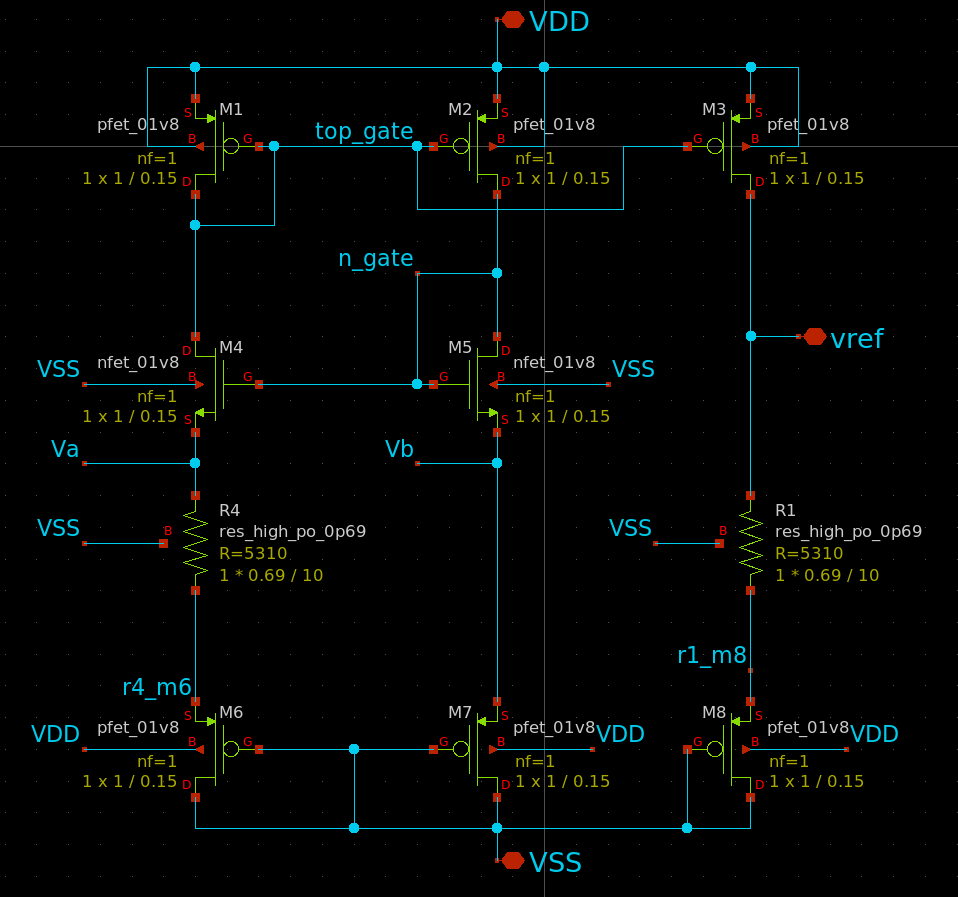 VDD
S M1
pfet_01v8
B G
nf=1
1 x 1 / 0.15 D
top_gate
M2 S
pfet_01v8
G B
nf=1
D 1 x 1 / 0.15
M3 S
pfet_01v8
G B
nf=1
D 1 x 1 / 0.15
n_gate
D M4
VSS nfet_01v8
B G
nf=1
1 x 1 / 0.15 S
M5 D
nfet_01v8 VSS
G B
nf=1
1 x 1 / 0.15 S
vref
Va
Vb
R4
VSS B res_high_po_0p69
R=5310
1 * 0.69 / 10
R1
VSS B res_high_po_0p69
R=5310
1 * 0.69 / 10
r1_m8
r4_m6
S M6
VDD pfet_01v8
B G
nf=1
1 x 1 / 0.15 D
M7 S
pfet_01v8 VDD
G B
nf=1
D 1 x 1 / 0.15
M8 S
pfet_01v8 VDD
G B
nf=1
D 1 x 1 / 0.15
VSS